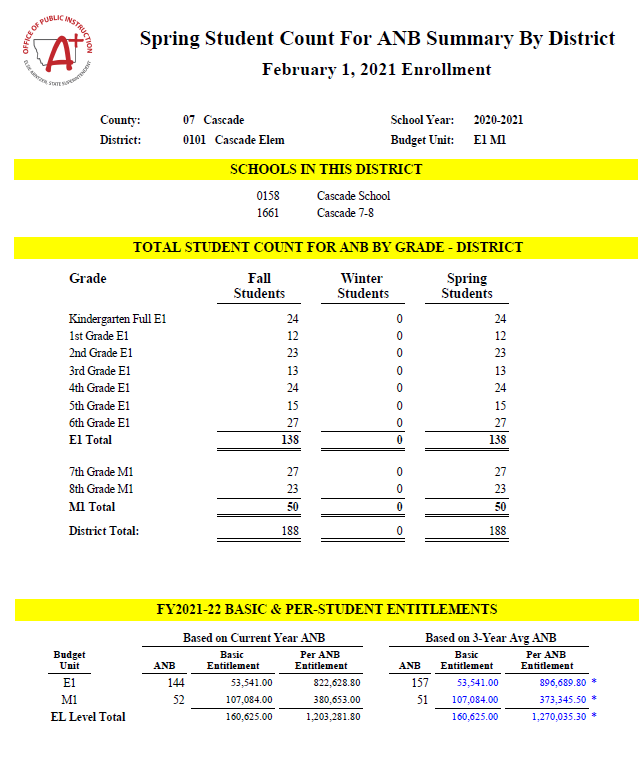 OFFICE OF PUBLIC INSTRUCTION
A+
ELSIE ARNTZEN, STATE SUPERINTENDENT
Spring Student Count For ANB Summary By District
February 1, 2021 Enrollment
County: 07 Cascade School Year: 2020-2021
District: 0101 Cascade Elem Budget Unit: E1 M1
SCHOOLS IN THIS DISTRICT
0158 Cascade School
1661 Cascade 7-8
TOTAL STUDENT COUNT FOR ANB BY GRADE - DISTRICT
Grade Fall Winter Spring
Students Students Students
Kindergarten Full E1 24 0 24
1st Grade E1 12 0 12
2nd Grade E1 23 0 23
3rd Grade E1 13 0 13
4th Grade E1 24 0 24
5th Grade E1 15 0 15
6th Grade E1 27 0 27
E1 Total 138 0 138
7th Grade M1 27 0 27
8th Grade M1 23 0 23
M1 Total 50 0 50
District Total: 188 0 188
FY2021-22 BASIC & PER-STUDENT ENTITLEMENTS
Based on Current Year ANB Based on 3-Year Avg ANB
Budget Basic Per ANB Basic Per ANB
Unit ANB Entitlement Entitlement ANB Entitlement Entitlement
E1 144 53,541.00 822,628.80 157 53,541.00 896,689.80 *
M1 52 107,084.00 380,653.00 51 107,084.00 373,345.50 *
EL Level Total 160,625.00 1,203,281.80 160,625.00 1,270,035.30 *